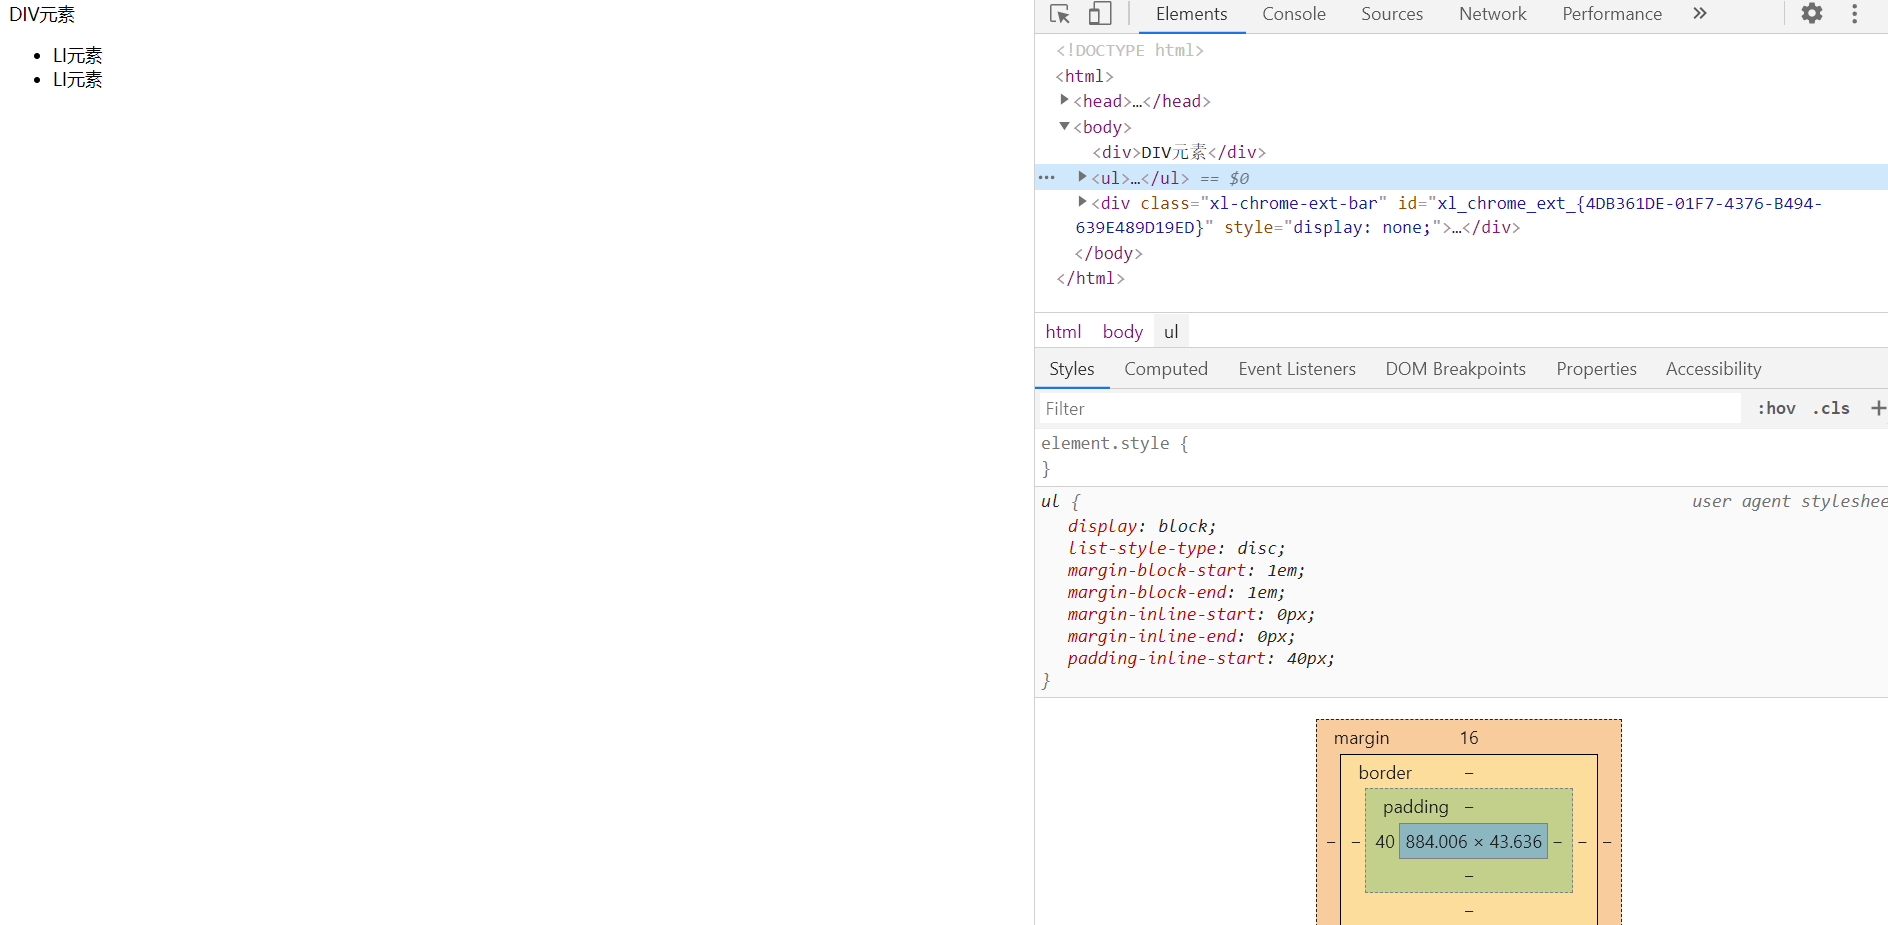 DIV元素
LI元素
LI元素
Elements Console Sources Network Performance »
<!DOCTYPE html>
<html>
<head>…</head>
<body>
<div>DIV元素</div>
<ul>…</ul> == $0
<div class="xl-chrome-ext-bar" id="xl_chrome_ext_{4DB361DE-01F7-4376-B494-
639E489D19ED}" style="display: none;">…</div>
</body>
</html>
html body ul
Styles Computed Event Listeners DOM Breakpoints Properties Accessibility
Filter :hov .cls +
element.style {
}
ul { user agent styleshee
display: block;
list-style-type: disc;
margin-block-start: 1em;
margin-block-end: 1em;
margin-inline-start: 0px;
margin-inline-end: 0px;
padding-inline-start: 40px;
}
margin 16
border –
padding –
– – 40 884.006 × 43.636 – – –
–
–